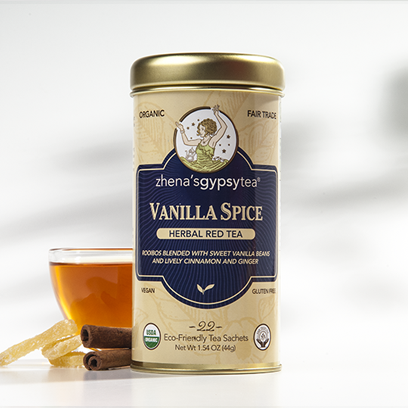 ORGANIC FAIR TRADE
zhena'sgypsytea®
VANILLA SPICE
HERBAL RED TEA
ROOIBOS BLENDED WITH SWEET VANILLA BEANS
AND LIVELY CINNAMON AND GINGER
VEGAN GLUTEN FREE
-22-
Eco-Friendly Tea Sachets
Net Wt 1.54 OZ (44g)
USDA
ORGANIC